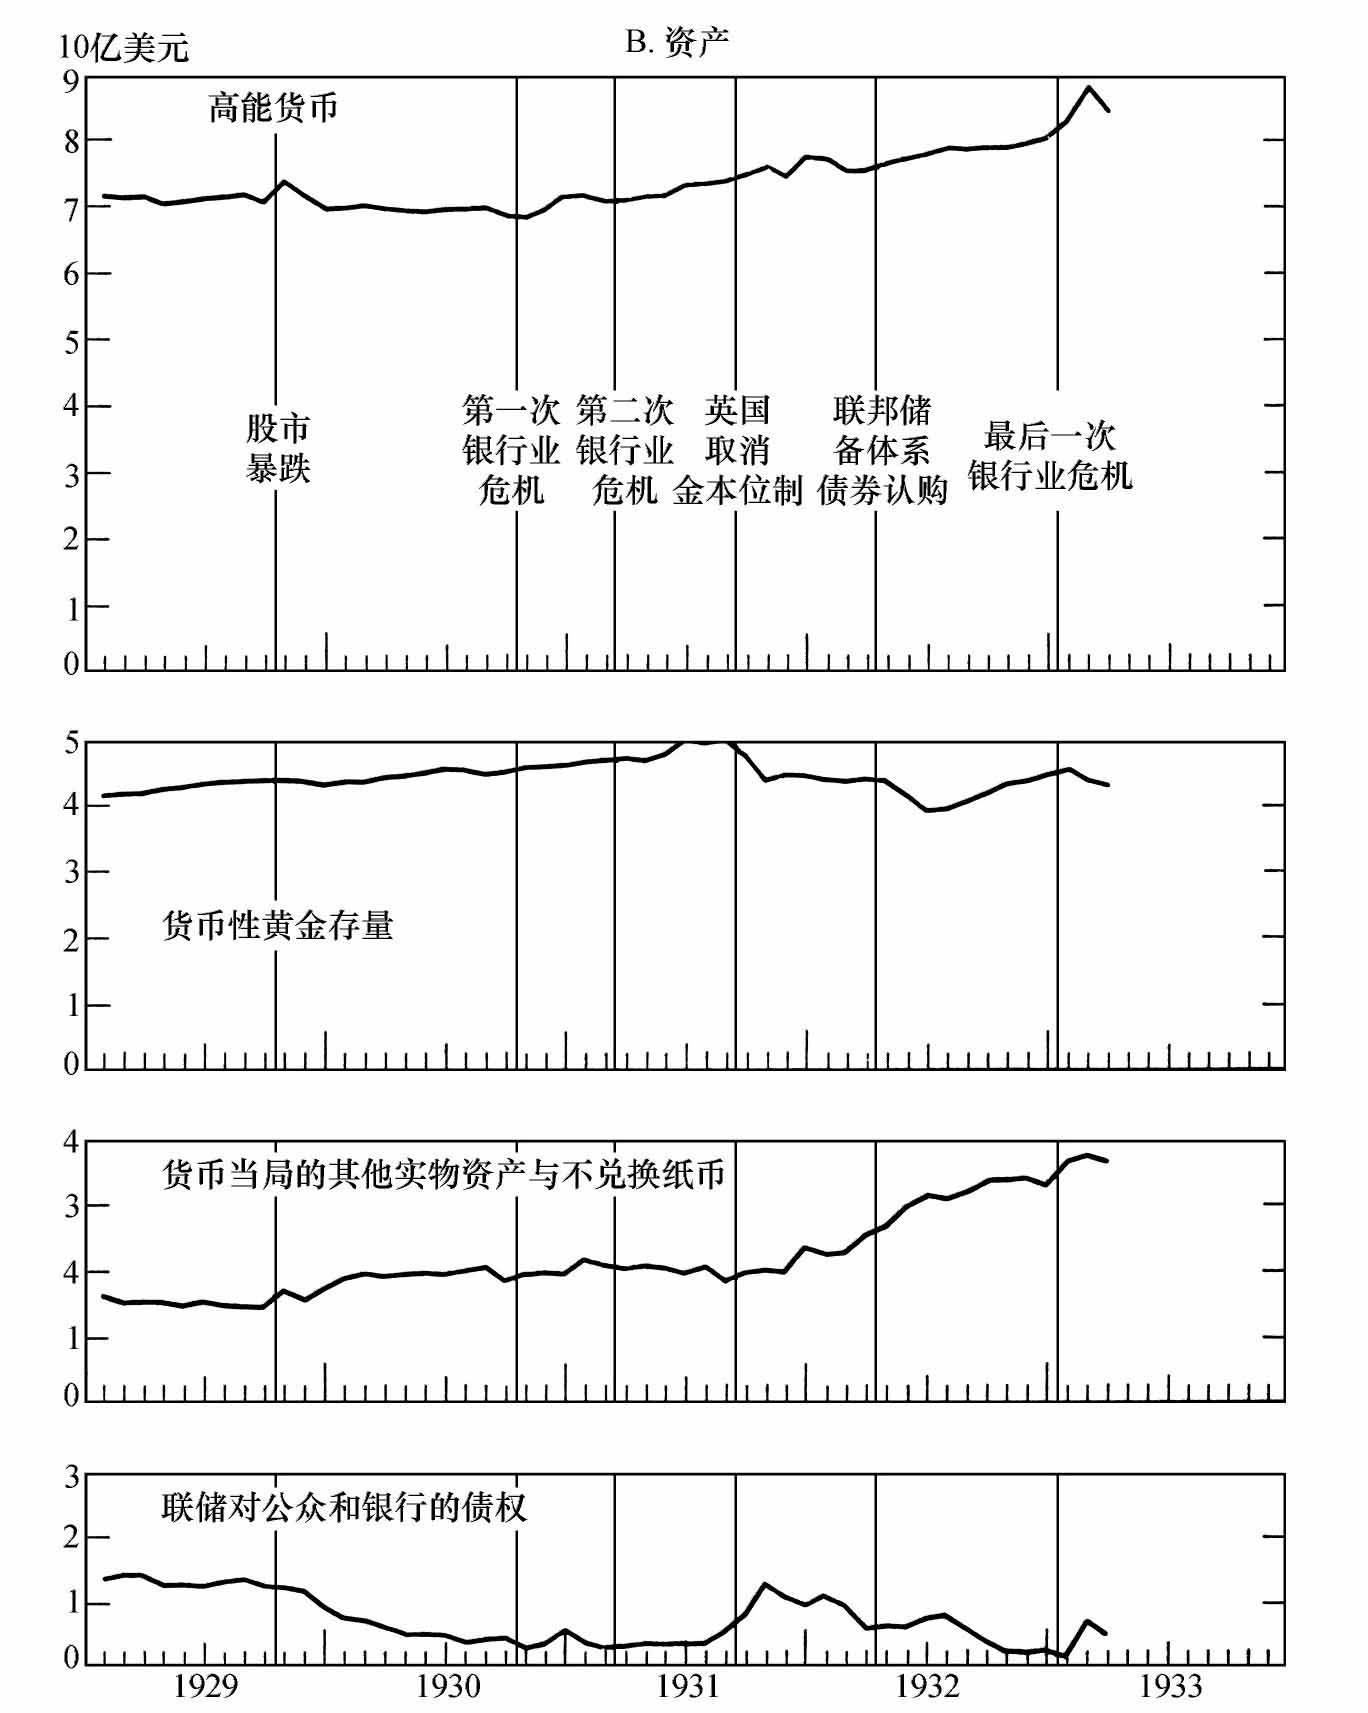 10亿美元
B. 资产
9
高能货币
8
7
6
5
4
3
2
1
0
股市
暴跌
第一次
银行业
危机
第二次
银行业
危机
英国
取消
金本位制
联邦储
备体系
债券认购
最后一次
银行业危机
5
4
3
货币性黄金存量
2
1
0
4
货币当局的其他实物资产与不兑换纸币
3
4
1
0
3
联储对公众和银行的债权
2
1
0
1929
1930
1931
1932
1933